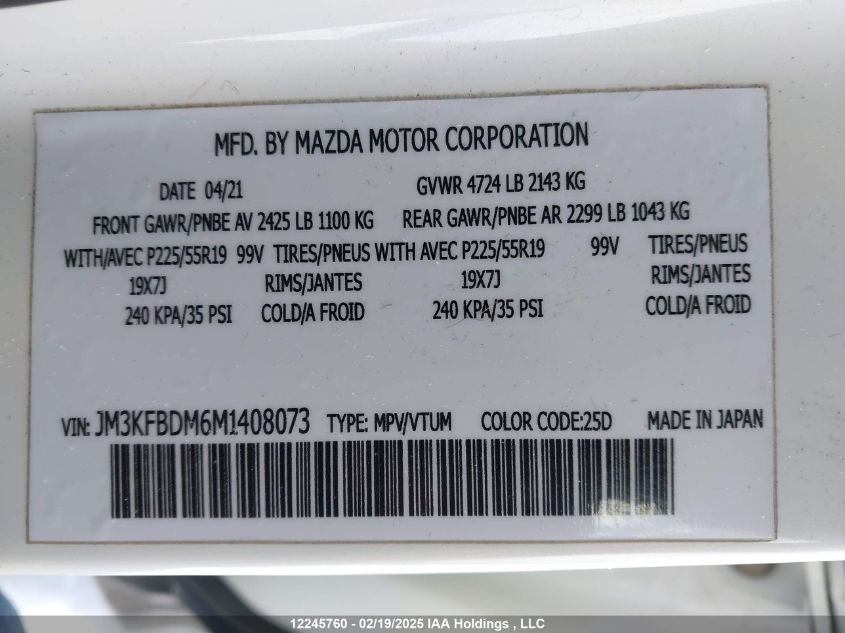 MFD. BY MAZDA MOTOR CORPORATION
DATE 04/21 GVWR 4724 LB 2143 KG
FRONT GAWR/PNBE AV 2425 LB 1100 KG REAR GAWR/PNBE AR 2299 LB 1043 KG
WITH/AVEC P225/55R19 99V TIRES/PNEUS WITH AVEC P225/55R19 99V TIRES/PNEUS
19X7J RIMS/JANTES 19X7J RIMS/JANTES
240 KPA/35 PSI COLD/A FROID 240 KPA/35 PSI COLD/A FROID
VIN: JM3KFBDM6M1408073 TYPE: MPV/VTUM COLOR CODE:25D MADE IN JAPAN
12245760 - 02/19/2025 IAA Holdings , LLC